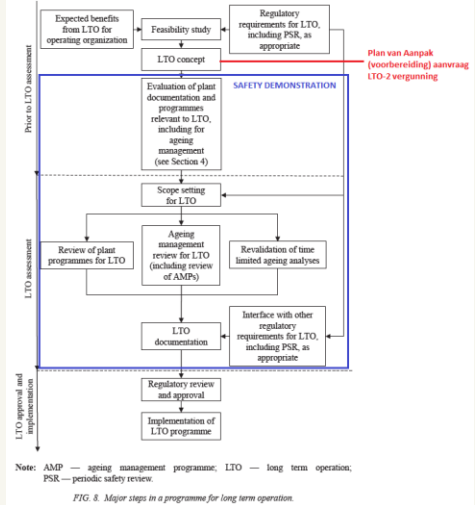 Expected benefits
from LTO for
operating organization
Feasibility study
Regulatory
requirements for LTO,
including PSR, as
appropriate
LTO concept
Plan van Aanpak
(voorbereiding) aanvraag
LTO-2 vergunning
Prior to LTO assessment
SAFETY DEMONSTRATION
Evaluation of plant
documentation and
programmes
relevant to LTO,
including for
ageing
management
(see Section 4)
Scope setting
for LTO
LTO assessment
Review of plant
programmes for LTO
Ageing
management
review for LTO
(including review
of AMPs)
Revalidation of time
limited ageing analyses
LTO
documentation
Interface with other
regulatory
requirements for LTO,
including PSR, as
appropriate
LTO approval and
implementation
Regulatory review
and approval
Implementation of
LTO programme
Note: AMP — ageing management programme; LTO — long term operation;
PSR — periodic safety review.
FIG. 8. Major steps in a programme for long term operation.